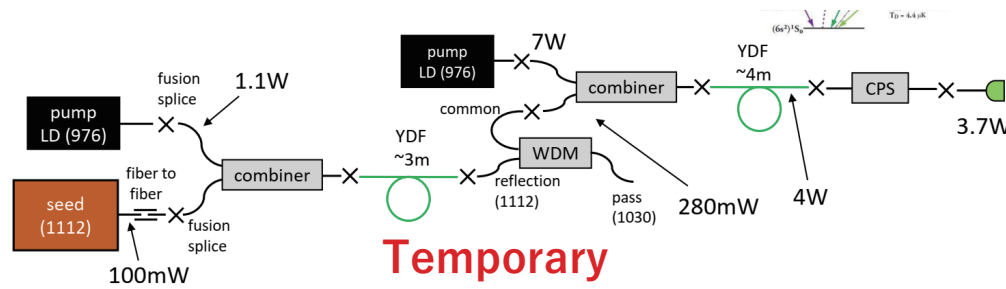 (6s²)¹S₀
T_D = 4.4 μK
pump
LD (976)
7W
YDF
~4m
combiner
CPS
3.7W
fusion
splice
1.1W
common
pump
LD (976)
YDF
~3m
WDM
4W
fiber to
fiber
combiner
reflection
(1112)
pass
(1030)
280mW
seed
(1112)
fusion
splice
100mW
Temporary